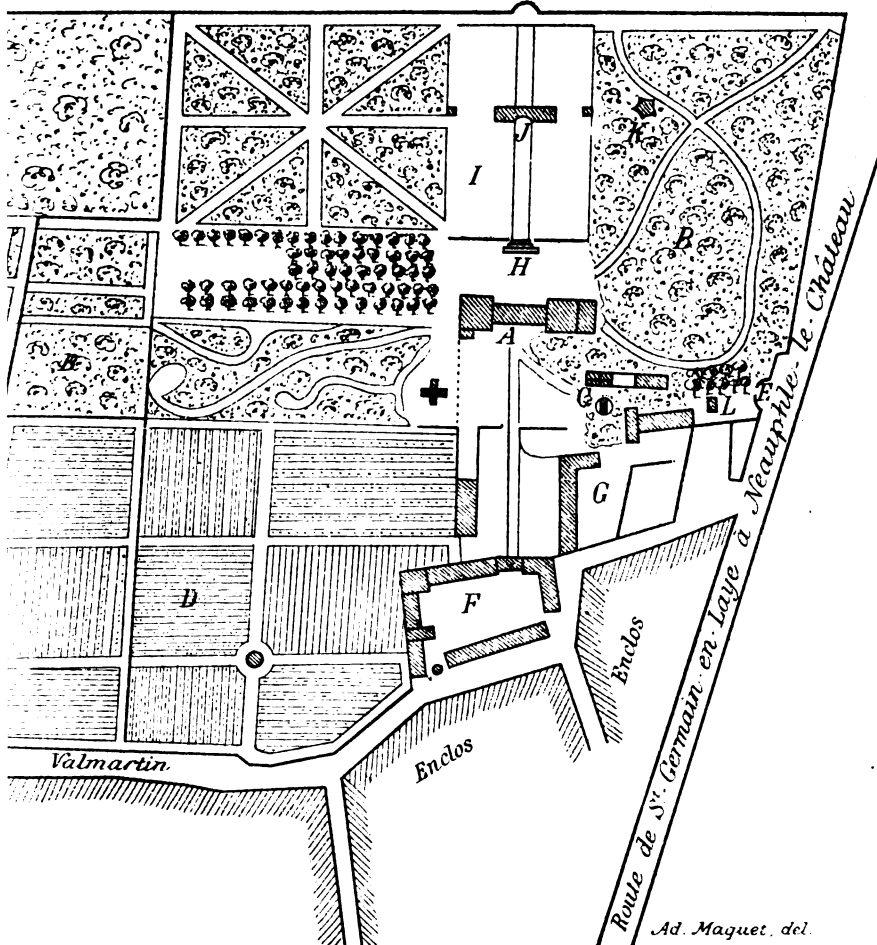 J
K
I
B
H
A
B
C
L
G
D
F
Enclos
Valmartin
Enclos
Route de St. Germain en Laye à Neauphle le Château
Ad. Maguet, del.